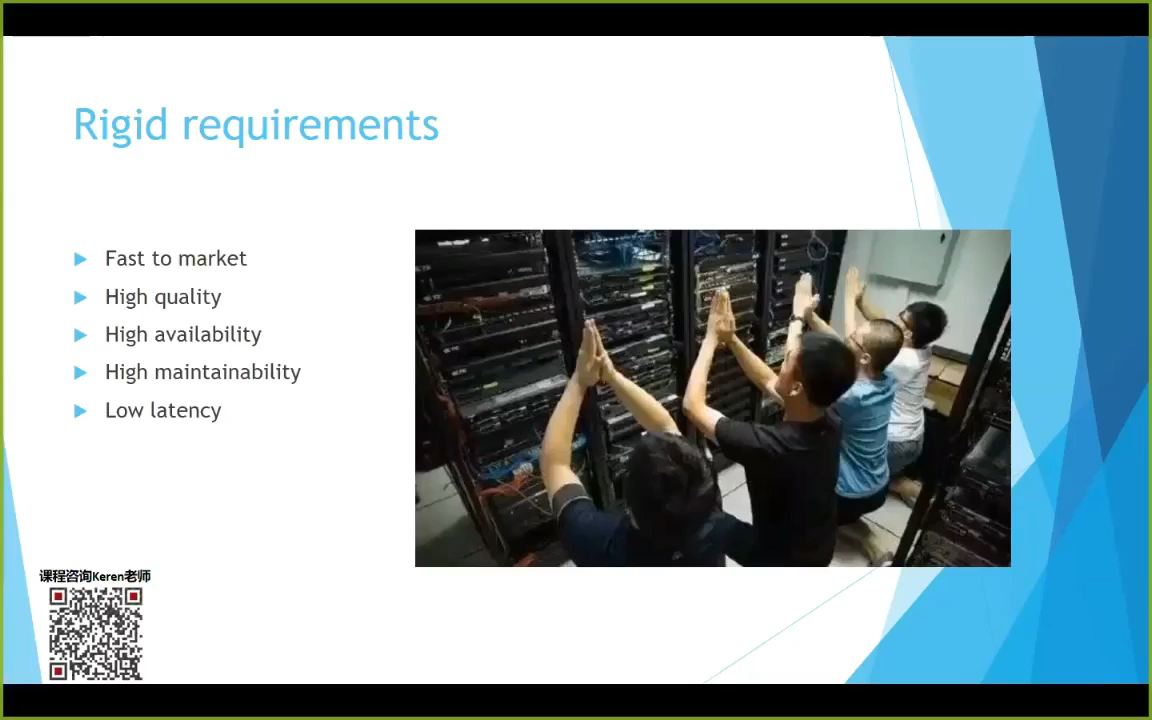 Rigid requirements
Fast to market
High quality
High availability
High maintainability
Low latency
课程咨询Keren老师